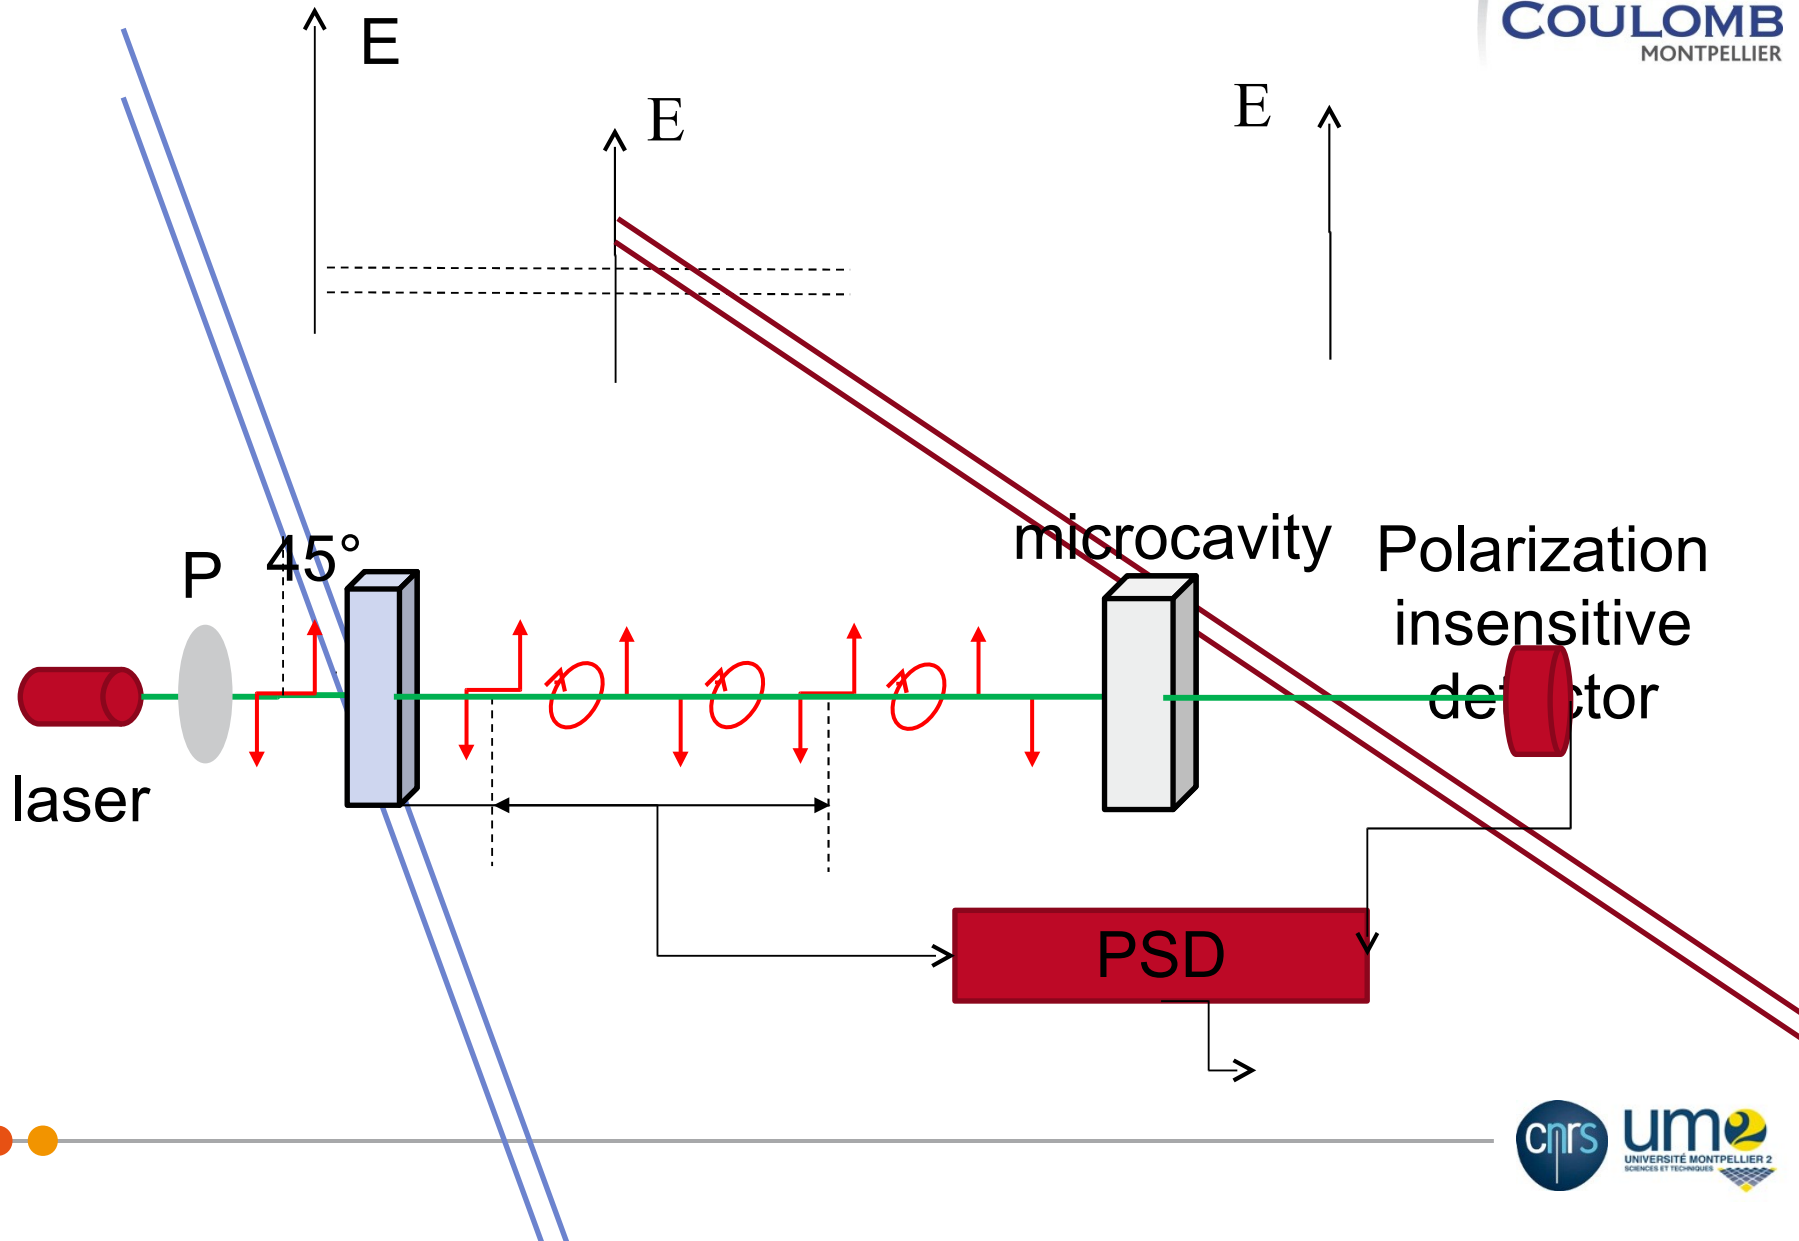 COULOMB
MONTPELLIER
E
E
E
P
45°
microcavity
Polarization
insensitive
detector
laser
PSD
cnrs
um2
UNIVERSITÉ MONTPELLIER 2
SCIENCES ET TECHNIQUES